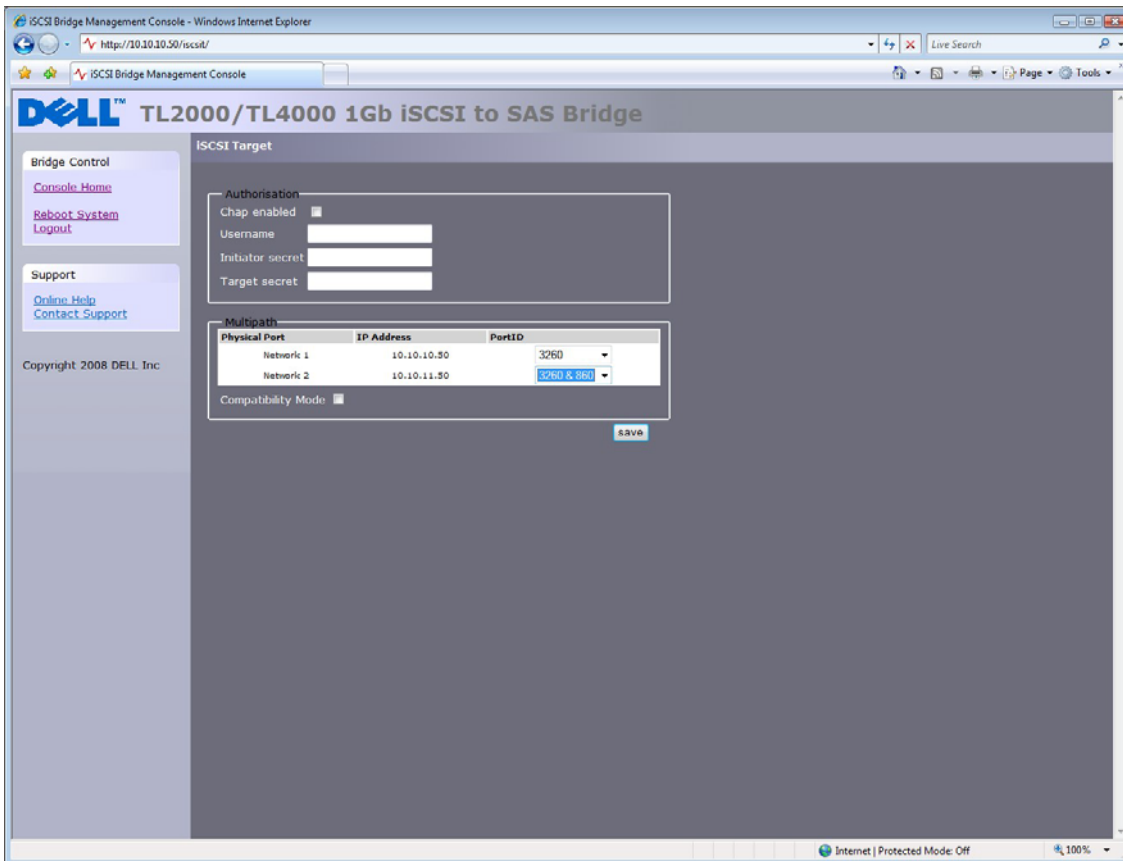 iSCSI Bridge Management Console - Windows Internet Explorer
http://10.10.10.50/iscsit/
Live Search
iSCSI Bridge Management Console
Page
Tools
DELL™ TL2000/TL4000 1Gb iSCSI to SAS Bridge
iSCSI Target
Bridge Control
Console Home
Reboot System
Logout
Support
Online Help
Contact Support
Copyright 2008 DELL Inc
Authorisation
Chap enabled
Username
Initiator secret
Target secret
Multipath
Physical Port IP Address PortID
Network 1 10.10.10.50 3260
Network 2 10.10.11.50 3260 & 860
Compatibility Mode
save
Internet | Protected Mode: Off
100%